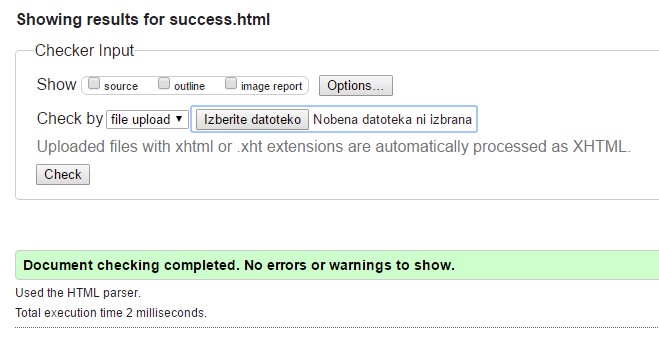 Showing results for success.html
Checker Input
Show source outline image report Options...
Check by file upload Izberite datoteko Nobena datoteka ni izbrana
Uploaded files with xhtml or .xht extensions are automatically processed as XHTML.
Check
Document checking completed. No errors or warnings to show.
Used the HTML parser.
Total execution time 2 milliseconds.